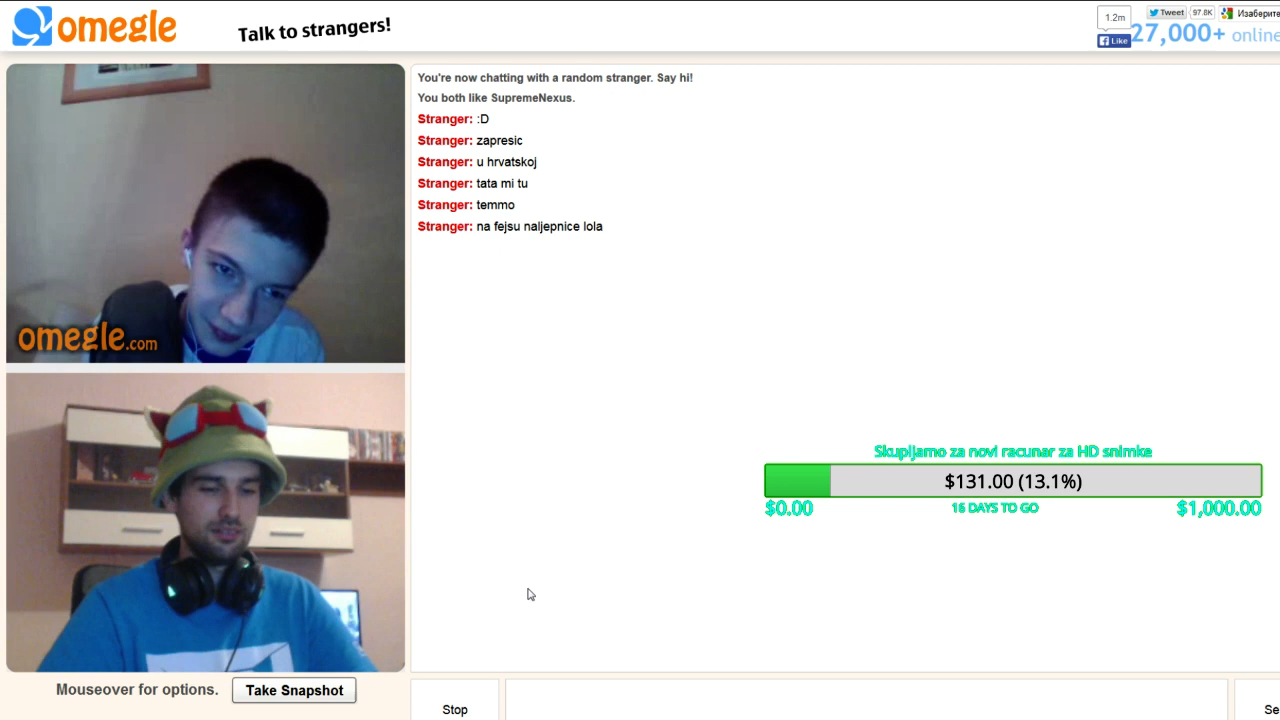 omegle
Talk to strangers!
1.2m
Like
Tweet
97.8K
Изаберите
27,000+ online
You're now chatting with a random stranger. Say hi!
You both like SupremeNexus.
Stranger: :D
Stranger: zapresic
Stranger: u hrvatskoj
Stranger: tata mi tu
Stranger: temmo
Stranger: na fejsu naljepnice lola
omegle.com
Skupljamo za novi racunar za HD snimke
$131.00 (13.1%)
$0.00
16 DAYS TO GO
$1,000.00
Mouseover for options.
Take Snapshot
Stop
Se